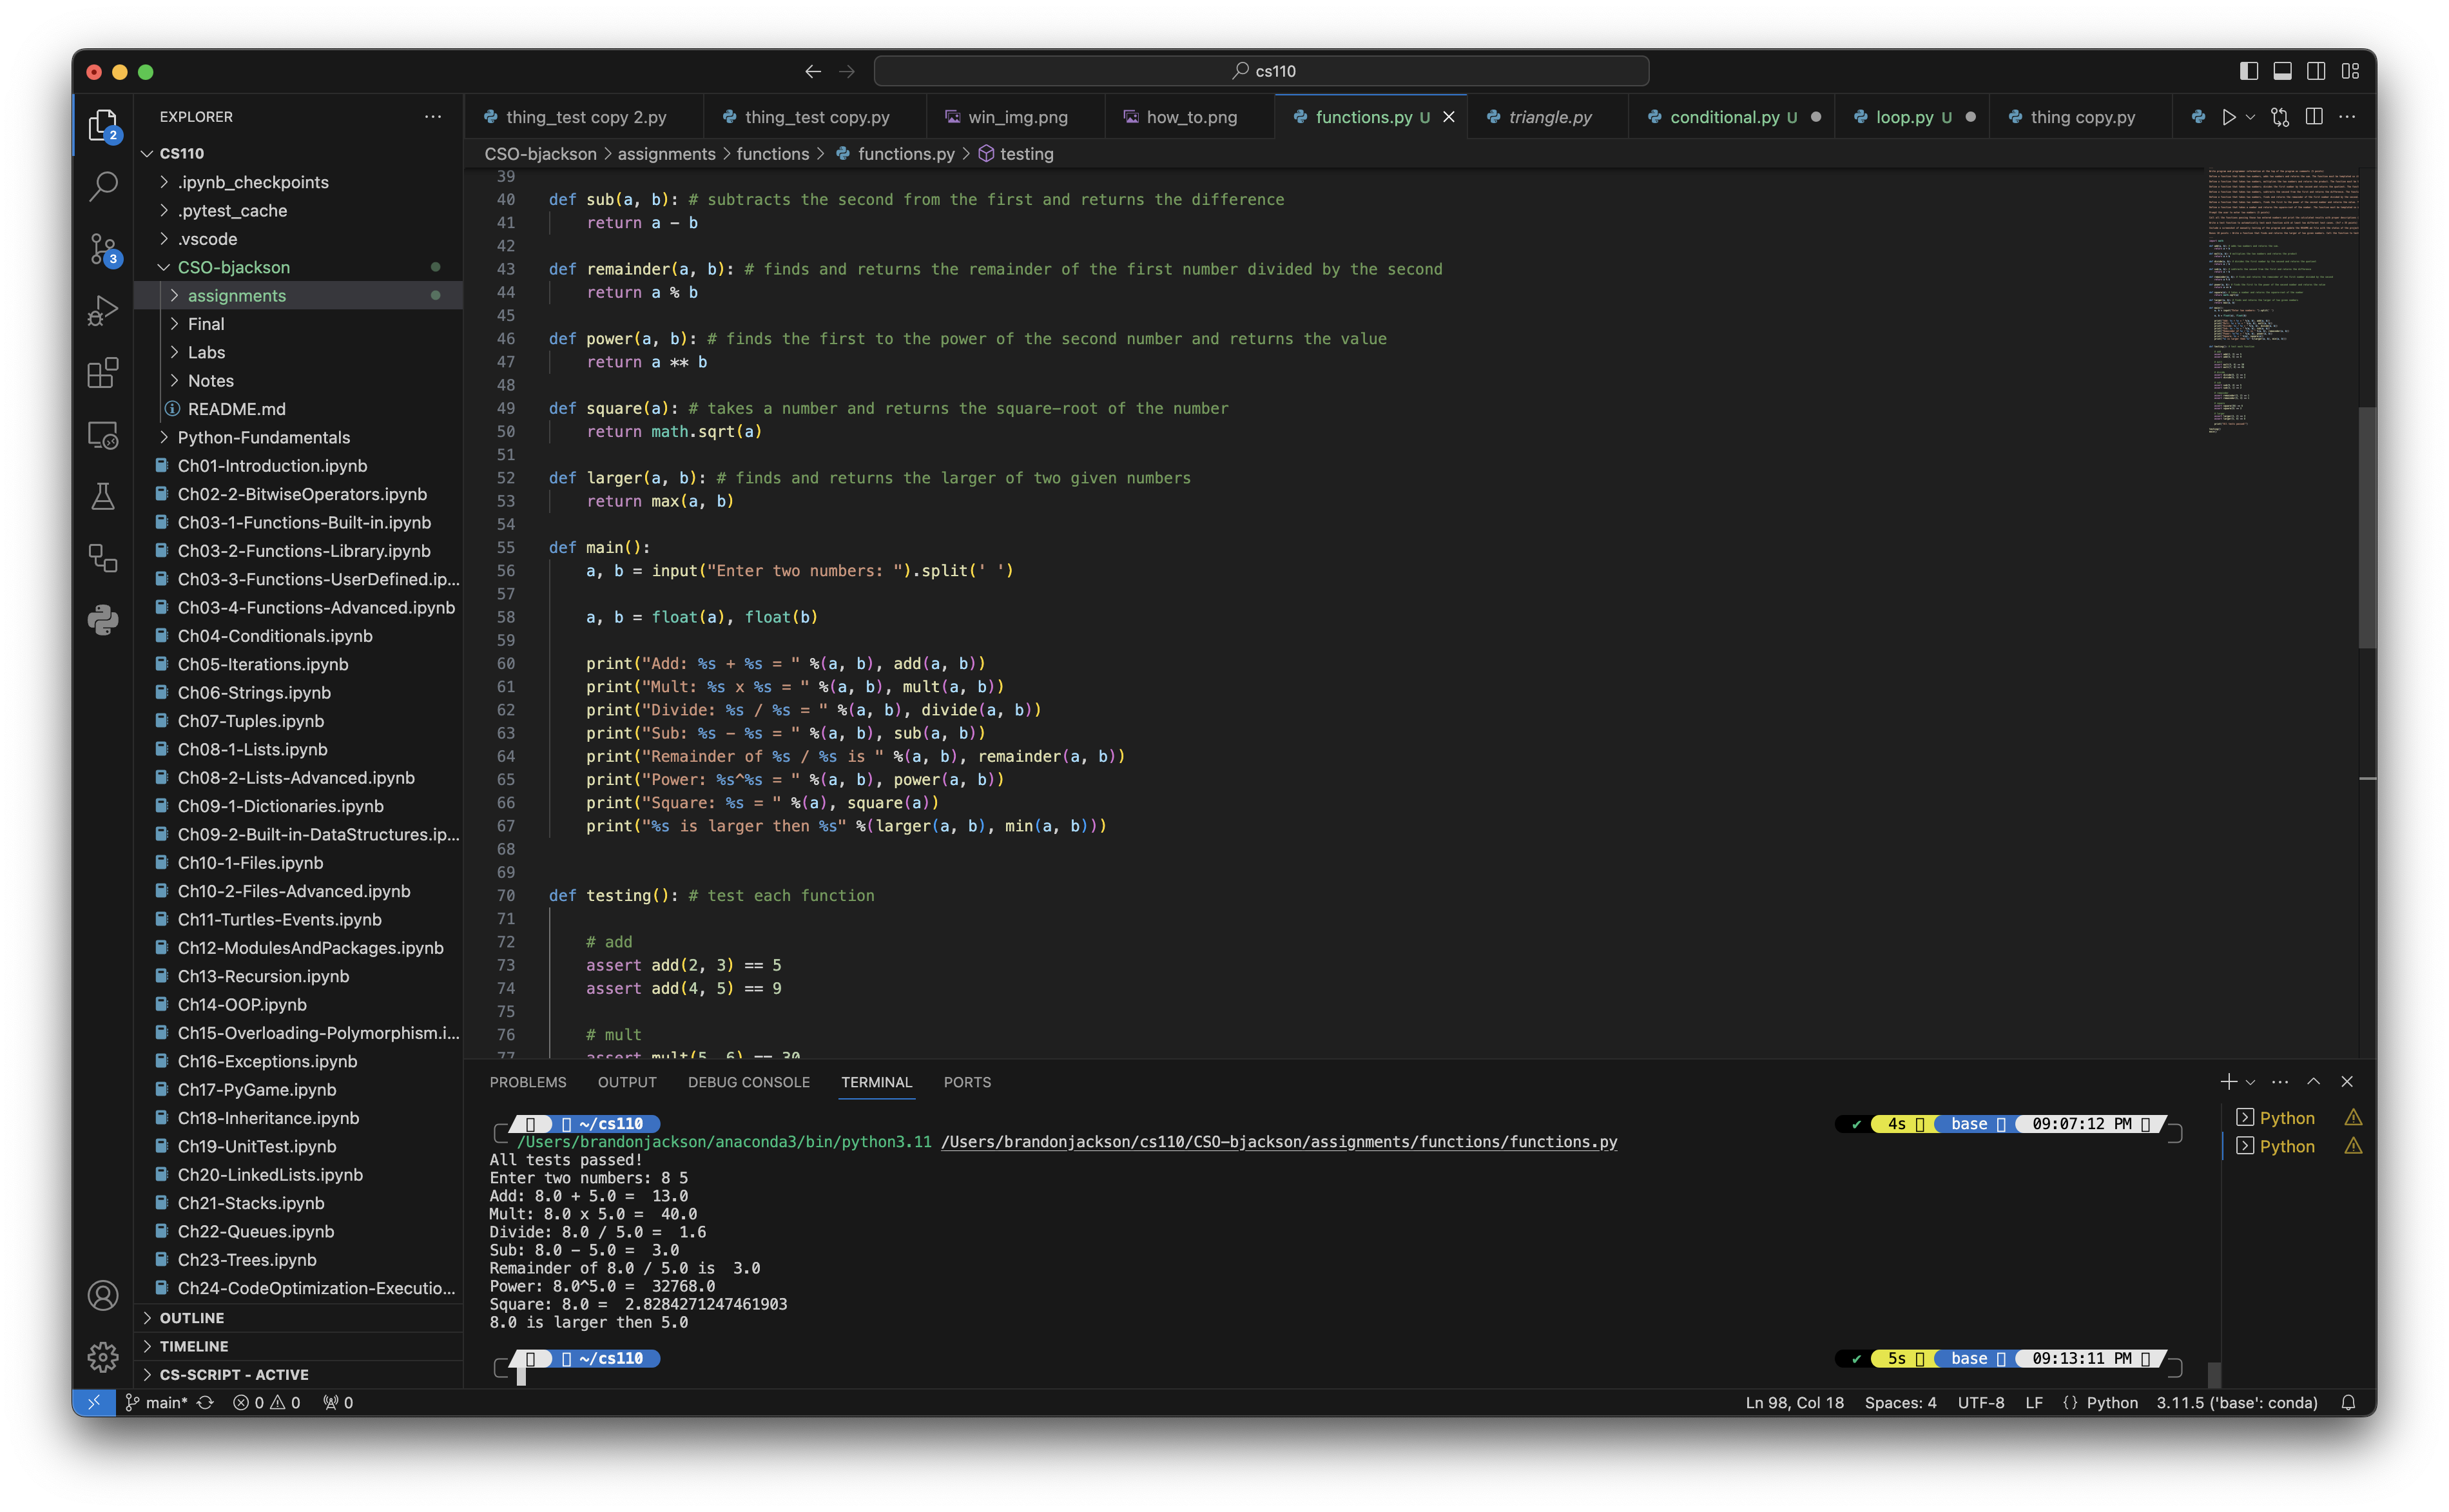 cs110
EXPLORER
CS110
.ipynb_checkpoints
.pytest_cache
.vscode
CSO-bjackson
assignments
Final
Labs
Notes
README.md
Python-Fundamentals
Ch01-Introduction.ipynb
Ch02-2-BitwiseOperators.ipynb
Ch03-1-Functions-Built-in.ipynb
Ch03-2-Functions-Library.ipynb
Ch03-3-Functions-UserDefined.ip...
Ch03-4-Functions-Advanced.ipynb
Ch04-Conditionals.ipynb
Ch05-Iterations.ipynb
Ch06-Strings.ipynb
Ch07-Tuples.ipynb
Ch08-1-Lists.ipynb
Ch08-2-Lists-Advanced.ipynb
Ch09-1-Dictionaries.ipynb
Ch09-2-Built-in-DataStructures.ip...
Ch10-1-Files.ipynb
Ch10-2-Files-Advanced.ipynb
Ch11-Turtles-Events.ipynb
Ch12-ModulesAndPackages.ipynb
Ch13-Recursion.ipynb
Ch14-OOP.ipynb
Ch15-Overloading-Polymorphism.i...
Ch16-Exceptions.ipynb
Ch17-PyGame.ipynb
Ch18-Inheritance.ipynb
Ch19-UnitTest.ipynb
Ch20-LinkedLists.ipynb
Ch21-Stacks.ipynb
Ch22-Queues.ipynb
Ch23-Trees.ipynb
Ch24-CodeOptimization-Executio...
OUTLINE
TIMELINE
CS-SCRIPT - ACTIVE
2
3
thing_test copy 2.py thing_test copy.py win_img.png how_to.png functions.py U triangle.py conditional.py U loop.py U thing copy.py
CSO-bjackson > assignments > functions > functions.py > testing
39
40 def sub(a, b): # subtracts the second from the first and returns the difference
41 return a - b
42
43 def remainder(a, b): # finds and returns the remainder of the first number divided by the second
44 return a % b
45
46 def power(a, b): # finds the first to the power of the second number and returns the value
47 return a ** b
48
49 def square(a): # takes a number and returns the square-root of the number
50 return math.sqrt(a)
51
52 def larger(a, b): # finds and returns the larger of two given numbers
53 return max(a, b)
54
55 def main():
56 a, b = input("Enter two numbers: ").split(' ')
57
58 a, b = float(a), float(b)
59
60 print("Add: %s + %s = " %(a, b), add(a, b))
61 print("Mult: %s x %s = " %(a, b), mult(a, b))
62 print("Divide: %s / %s = " %(a, b), divide(a, b))
63 print("Sub: %s - %s = " %(a, b), sub(a, b))
64 print("Remainder of %s / %s is " %(a, b), remainder(a, b))
65 print("Power: %s^%s = " %(a, b), power(a, b))
66 print("Square: %s = " %(a), square(a))
67 print("%s is larger then %s" %(larger(a, b), min(a, b)))
68
69
70 def testing(): # test each function
71
72 # add
73 assert add(2, 3) == 5
74 assert add(4, 5) == 9
75
76 # mult
77 assert mult(5, 6) == 30
PROBLEMS OUTPUT DEBUG CONSOLE TERMINAL PORTS
~/cs110 ✔ 4s base 09:07:12 PM
/Users/brandonjackson/anaconda3/bin/python3.11 /Users/brandonjackson/cs110/CSO-bjackson/assignments/functions/functions.py
All tests passed!
Enter two numbers: 8 5
Add: 8.0 + 5.0 =  13.0
Mult: 8.0 x 5.0 =  40.0
Divide: 8.0 / 5.0 =  1.6
Sub: 8.0 - 5.0 =  3.0
Remainder of 8.0 / 5.0 is  3.0
Power: 8.0^5.0 =  32768.0
Square: 8.0 =  2.8284271247461903
8.0 is larger then 5.0
~/cs110 ✔ 5s base 09:13:11 PM
Python
Python
main* 0 0 0 Ln 98, Col 18 Spaces: 4 UTF-8 LF {} Python 3.11.5 ('base': conda)